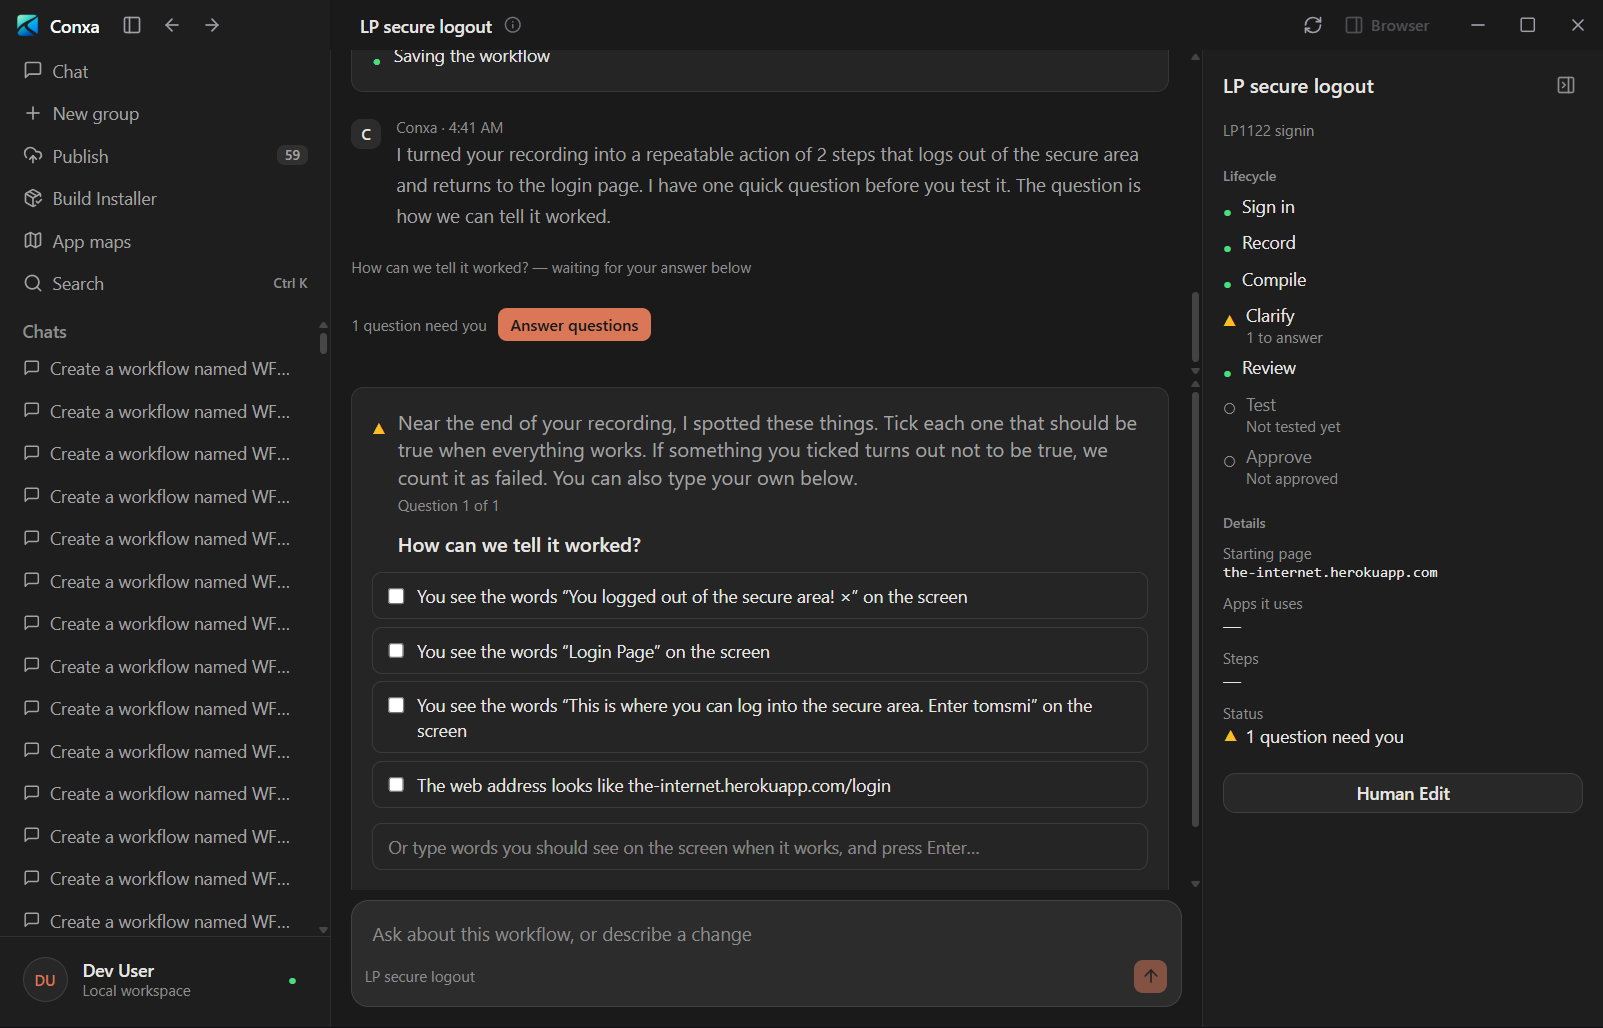 Conxa
Chat
New group
Publish
59
Build Installer
App maps
Search
Ctrl K
Chats
Create a workflow named WF...
Create a workflow named WF...
Create a workflow named WF...
Create a workflow named WF...
Create a workflow named WF...
Create a workflow named WF...
Create a workflow named WF...
Create a workflow named WF...
Create a workflow named WF...
Create a workflow named WF...
Create a workflow named WF...
Create a workflow named WF...
Create a workflow named WF...
Create a workflow named WF...
DU
Dev User
Local workspace
LP secure logout
Browser
Saving the workflow
C
Conxa · 4:41 AM
I turned your recording into a repeatable action of 2 steps that logs out of the secure area
and returns to the login page. I have one quick question before you test it. The question is
how we can tell it worked.
How can we tell it worked? — waiting for your answer below
1 question need you
Answer questions
Near the end of your recording, I spotted these things. Tick each one that should be
true when everything works. If something you ticked turns out not to be true, we
count it as failed. You can also type your own below.
Question 1 of 1
How can we tell it worked?
You see the words “You logged out of the secure area! ×” on the screen
You see the words “Login Page” on the screen
You see the words “This is where you can log into the secure area. Enter tomsmi” on the
screen
The web address looks like the-internet.herokuapp.com/login
Or type words you should see on the screen when it works, and press Enter...
Ask about this workflow, or describe a change
LP secure logout
LP secure logout
LP1122 signin
Lifecycle
Sign in
Record
Compile
Clarify
1 to answer
Review
Test
Not tested yet
Approve
Not approved
Details
Starting page
the-internet.herokuapp.com
Apps it uses
—
Steps
—
Status
1 question need you
Human Edit